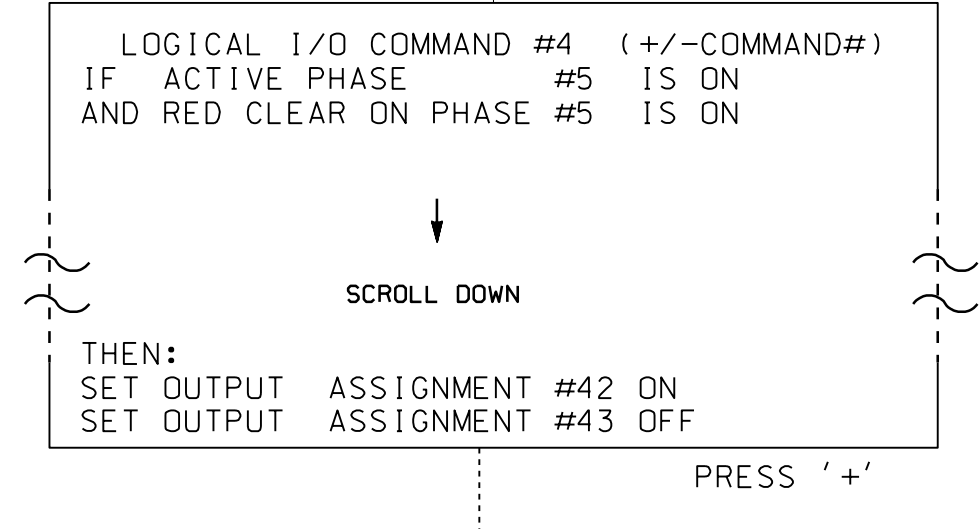 LOGICAL I/O COMMAND #4 (+/-COMMAND#)
IF ACTIVE PHASE #5 IS ON
AND RED CLEAR ON PHASE #5 IS ON
SCROLL DOWN
THEN:
SET OUTPUT ASSIGNMENT #42 ON
SET OUTPUT ASSIGNMENT #43 OFF
PRESS '+'